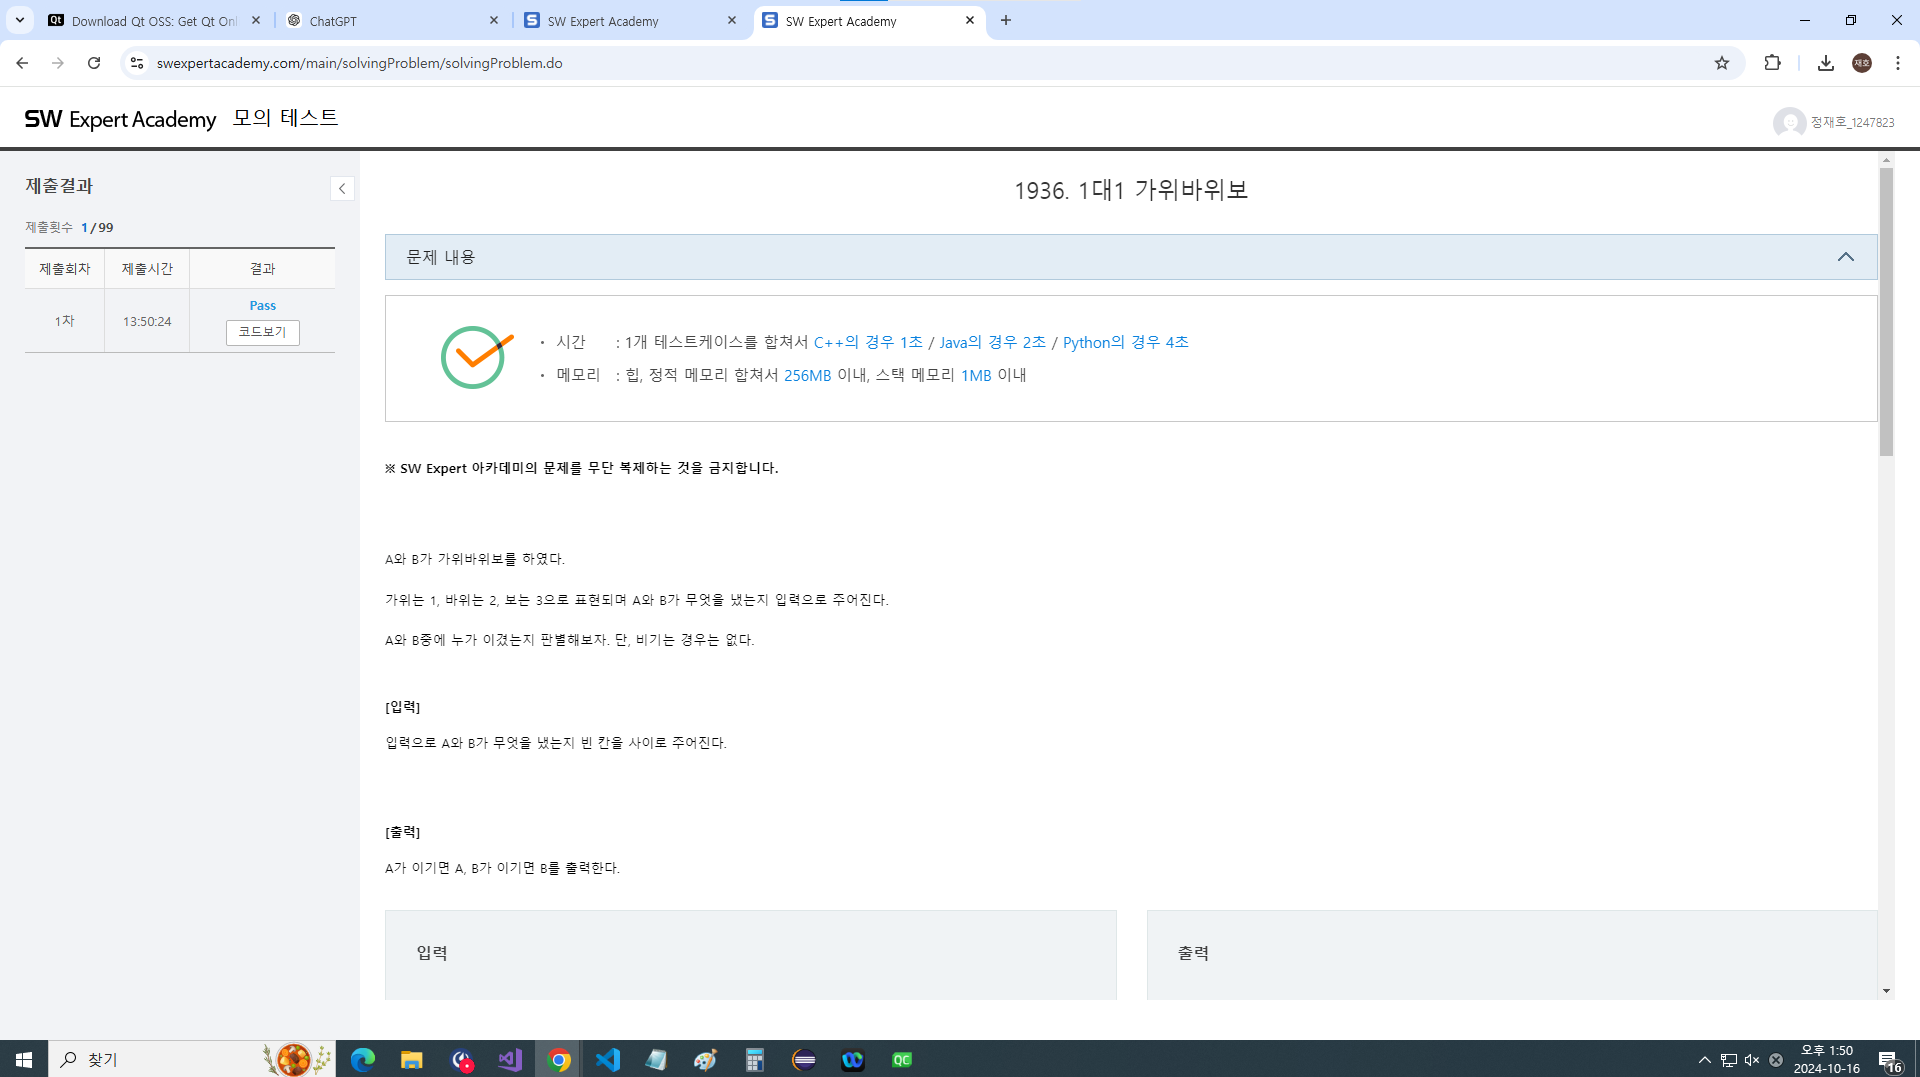 Download Qt OSS: Get Qt Onl
ChatGPT
SW Expert Academy
SW Expert Academy
swexpertacademy.com/main/solvingProblem/solvingProblem.do
재호
SW Expert Academy 모의 테스트
정재호_1247823
제출결과
제출횟수 1 / 99
제출회차 제출시간 결과
1차 13:50:24 Pass
코드보기
1936. 1대1 가위바위보
문제 내용
· 시간 : 1개 테스트케이스를 합쳐서 C++의 경우 1초 / Java의 경우 2초 / Python의 경우 4초
· 메모리 : 힙, 정적 메모리 합쳐서 256MB 이내, 스택 메모리 1MB 이내
※ SW Expert 아카데미의 문제를 무단 복제하는 것을 금지합니다.
A와 B가 가위바위보를 하였다.
가위는 1, 바위는 2, 보는 3으로 표현되며 A와 B가 무엇을 냈는지 입력으로 주어진다.
A와 B중에 누가 이겼는지 판별해보자. 단, 비기는 경우는 없다.
[입력]
입력으로 A와 B가 무엇을 냈는지 빈 칸을 사이로 주어진다.
[출력]
A가 이기면 A, B가 이기면 B를 출력한다.
입력
출력
찾기
QC
오후 1:50
2024-10-16
16